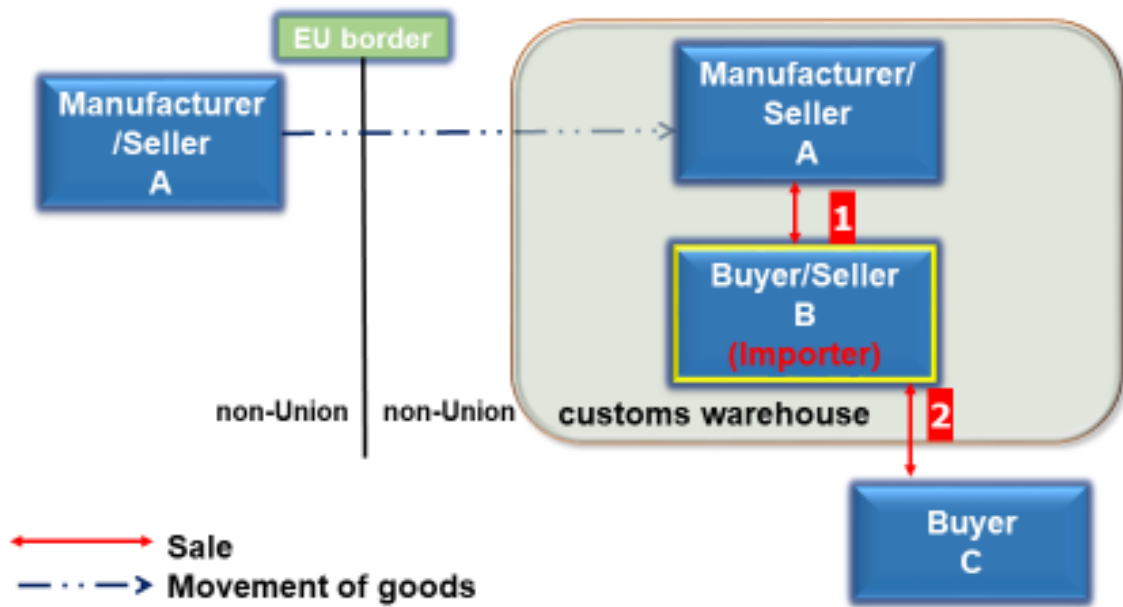 EU border
Manufacturer
/Seller
A
Manufacturer/
Seller
A
1
Buyer/Seller
B
(Importer)
non-Union
non-Union
customs warehouse
2
Buyer
C
Sale
Movement of goods